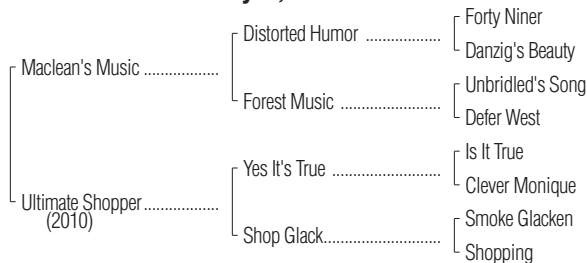 Forty Niner
Distorted Humor ..................
Danzig's Beauty
Maclean's Music ..................
Unbridled's Song
Forest Music ........................
Defer West
Is It True
Yes It's True ..........................
Clever Monique
Ultimate Shopper ..................
(2010)
Smoke Glacken
Shop Glack............................
Shopping